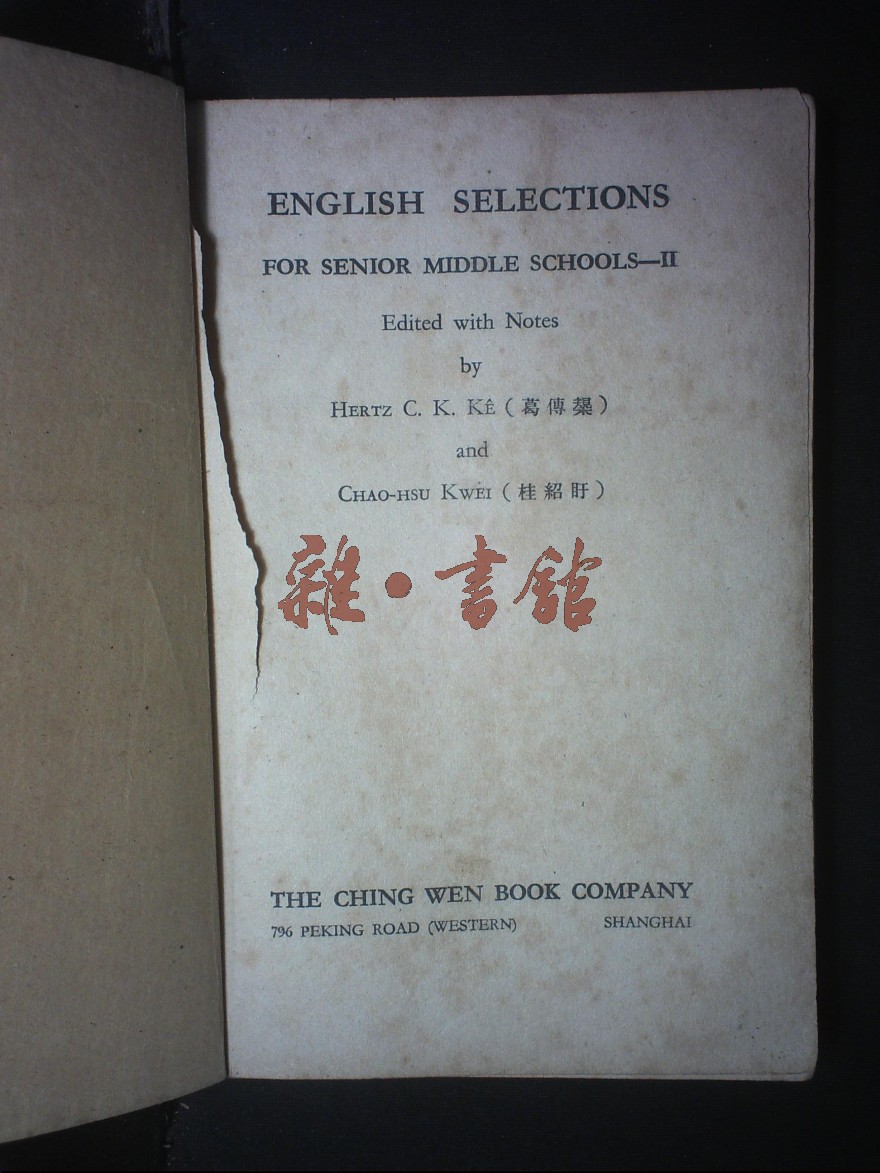 ENGLISH SELECTIONS
FOR SENIOR MIDDLE SCHOOLS—II
Edited with Notes
by
HERTZ C. K. KÊ (葛傳槼)
and
CHAO-HSU KWEI (桂紹盱)
雜•書館
THE CHING WEN BOOK COMPANY
796 PEKING ROAD (WESTERN) SHANGHAI